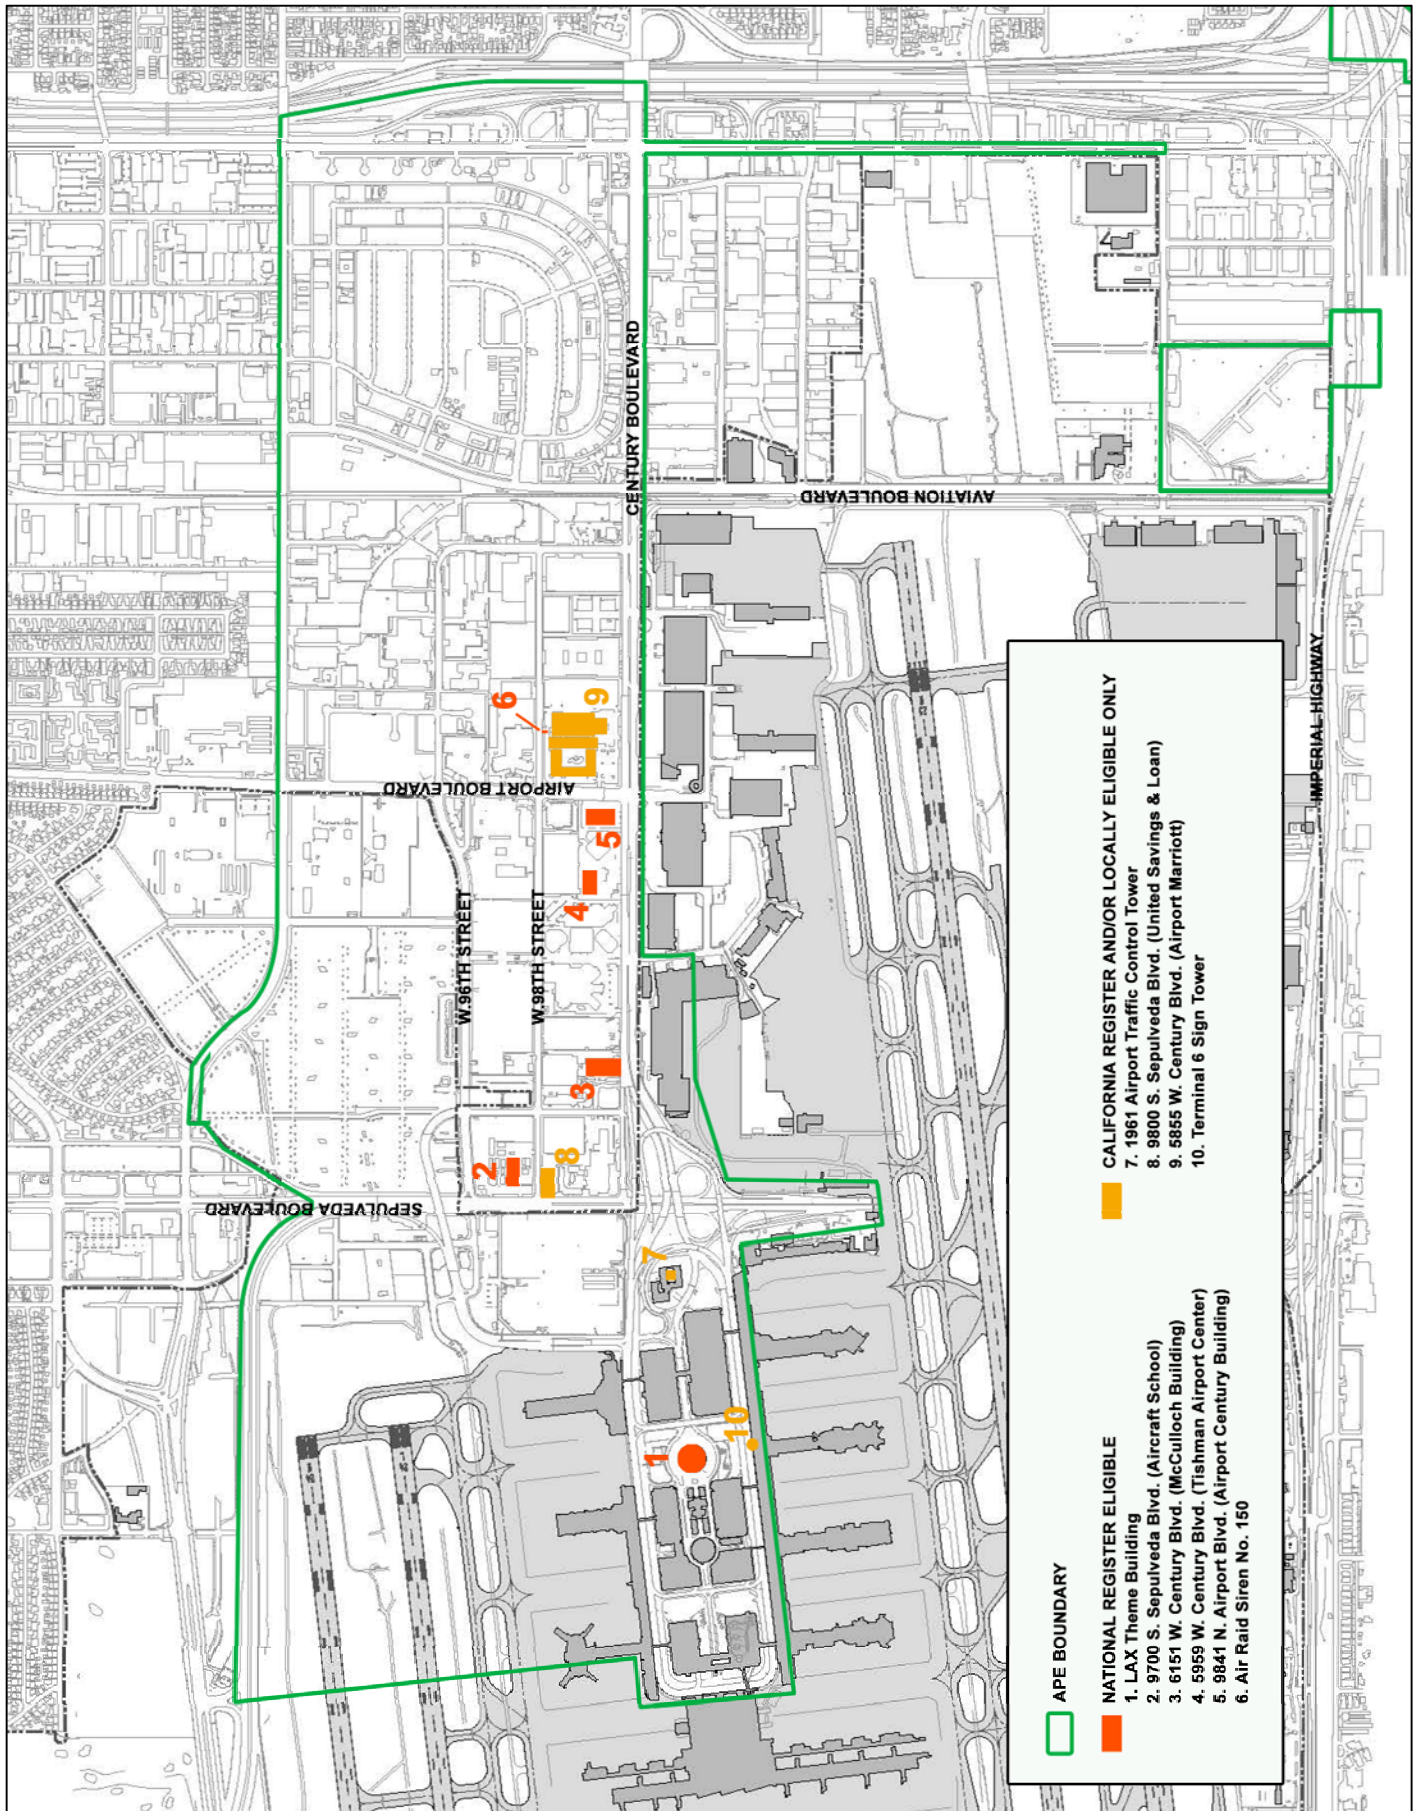 SEPULVEDA BOULEVARD
W.96TH STREET
W.98TH STREET
AIRPORT BOULEVARD
CENTURY BOULEVARD
AVIATION BOULEVARD
IMPERIAL HIGHWAY
1
2
3
4
5
6
7
8
9
10
APE BOUNDARY
NATIONAL REGISTER ELIGIBLE
1. LAX Theme Building
2. 9700 S. Sepulveda Blvd. (Aircraft School)
3. 6151 W. Century Blvd. (McCulloch Building)
4. 5959 W. Century Blvd. (Tishman Airport Center)
5. 9841 N. Airport Blvd. (Airport Century Building)
6. Air Raid Siren No. 150
CALIFORNIA REGISTER AND/OR LOCALLY ELIGIBLE ONLY
7. 1961 Airport Traffic Control Tower
8. 9800 S. Sepulveda Blvd. (United Savings & Loan)
9. 5855 W. Century Blvd. (Airport Marriott)
10. Terminal 6 Sign Tower